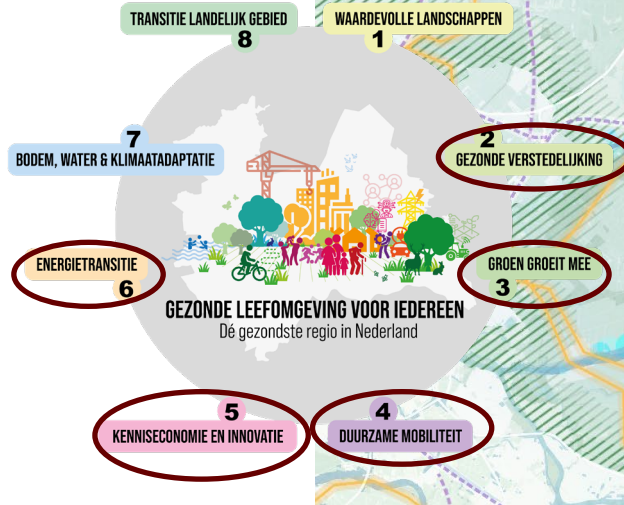 TRANSITIE LANDELIJK GEBIED
8
WAARDEVOLLE LANDSCHAPPEN
1
7
BODEM, WATER & KLIMAATADAPTATIE
2
GEZONDE VERSTEDELIJKING
ENERGIETRANSITIE
6
GROEN GROEIT MEE
3
GEZONDE LEEFOMGEVING VOOR IEDEREEN
Dé gezondste regio in Nederland
5
KENNISECONOMIE EN INNOVATIE
4
DUURZAME MOBILITEIT